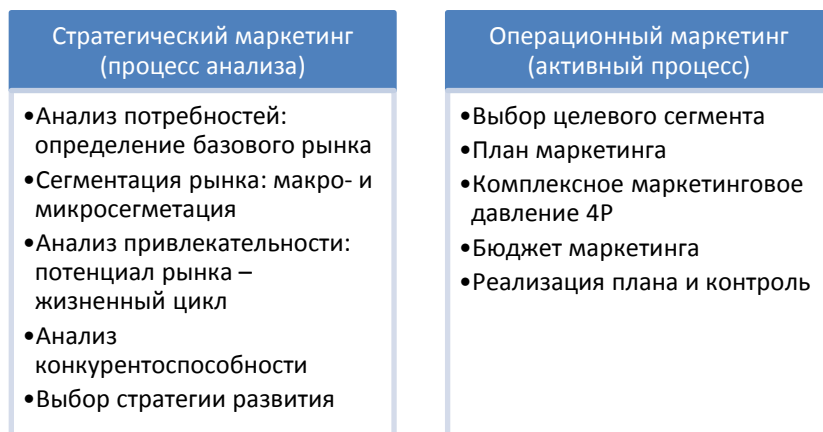 Стратегический маркетинг
(процесс анализа)
•Анализ потребностей:
определение базового рынка
•Сегментация рынка: макро- и
микросегметация
•Анализ привлекательности:
потенциал рынка –
жизненный цикл
•Анализ
конкурентоспособности
•Выбор стратегии развития
Операционный маркетинг
(активный процесс)
•Выбор целевого сегмента
•План маркетинга
•Комплексное маркетинговое
давление 4Р
•Бюджет маркетинга
•Реализация плана и контроль